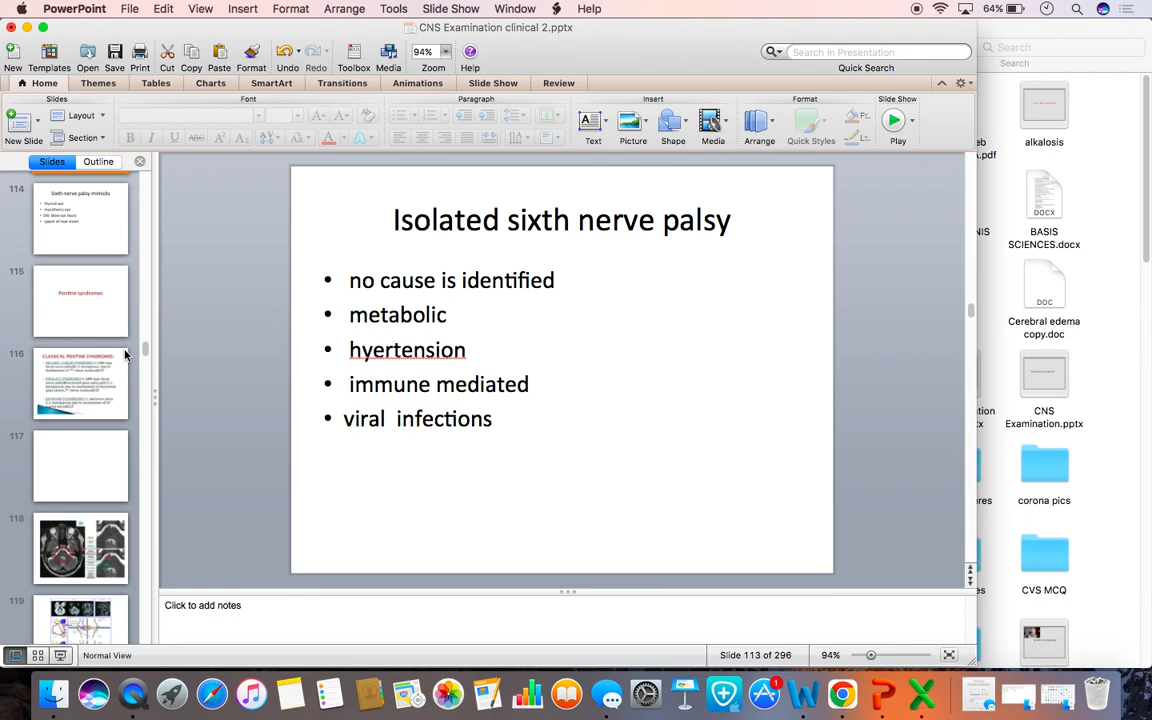 PowerPoint File Edit View Insert Format Arrange Tools Slide Show Window Help 64%
CNS Examination clinical 2.pptx
New Templates Open Save Print Cut Copy Paste Format Undo Redo Toolbox Media 94% Zoom Help
Search in Presentation
Quick Search
Search
Search
Home Themes Tables Charts SmartArt Transitions Animations Slide Show Review
Slides Font Paragraph Insert Format Slide Show
New Slide Layout Section
Text Picture Shape Media Arrange Quick Styles Play
Slides Outline
114
Sixth nerve palsy mimicks
115
Pontine syndromes
116
CLASSICAL PONTINE SYNDROMES:
117
118
119
Isolated sixth nerve palsy
• no cause is identified
• metabolic
• hyertension
• immune mediated
• viral infections
Click to add notes
Normal View Slide 113 of 296 94%
alkalosis
.pdf
DOCX
BASIS
SCIENCES.docx
DOC
Cerebral edema
copy.doc
CNS
Examination.pptx
corona pics
CVS MCQ
1